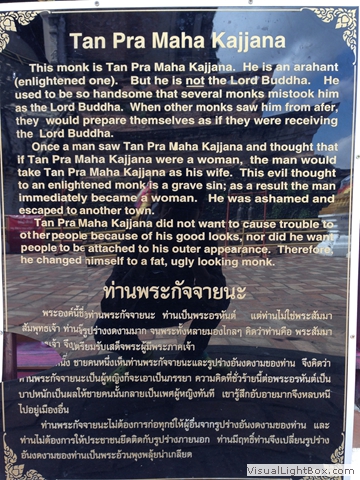 Tan Pra Maha Kajjana
This monk is Tan Pra Maha Kajjana. He is an arahant
(enlightened one). But he is not the Lord Buddha. He
used to be so handsome that several monks mistook him
as the Lord Buddha. When other monks saw him from afer,
they would prepare themselves as if they were receiving
the Lord Buddha.
Once a man saw Tan Pra Maha Kajjana and thought that
if Tan Pra Maha Kajjana were a woman, the man would
take Tan Pra Maha Kajjana as his wife. This evil thought
to an enlightened monk is a grave sin; as a result the man
immediately became a woman. He was ashamed and
escaped to another town.
Tan Pra Maha Kajjana did not want to cause trouble to
other people because of his good looks, nor did he want
people to be attached to his outer appearance. Therefore,
he changed himself to a fat, ugly looking monk.
ท่านพระกัจจายนะ
พระองค์นี้ชื่อท่านพระกัจจายนะ ท่านเป็นพระอรหันต์ แต่ท่านไม่ใช่พระสัมมา
สัมพุทธเจ้า ท่านมีรูปร่างงดงามมาก จนพระทั้งหลายมองไกลๆ คิดว่าท่านคือ พระสัมมา
เจ้า จึงเตรียมรับเสด็จพระผู้มีพระภาคเจ้า
หนึ่ง ชายคนหนึ่งเห็นท่านพระกัจจายนะและรูปร่างอันงดงามของท่าน จึงคิดว่า
ท่านพระกัจจายนะเป็นผู้หญิงก็จะเอาเป็นภรรยา ความคิดที่ชั่วร้ายนี้ต่อพระอรหันต์เป็น
บาปหนักเป็นผลให้ชายคนนั้นกลายเป็นเพศผู้หญิงทันที เขารู้สึกอับอายมากจึงหลบหนี
ไปอยู่เมืองอื่น
ท่านพระกัจจายนะไม่ต้องการก่อทุกข์ให้ผู้อื่นจากรูปร่างอันงดงามของท่าน และ
ท่านไม่ต้องการให้ประชาชนยึดติดกับรูปร่างภายนอก ท่านมีฤทธิ์ท่านจึงเปลี่ยนรูปร่าง
อันงดงามของท่านเป็นพระอ้วนพุงพลุ้ยน่าเกลียด
VisualLightBox.com